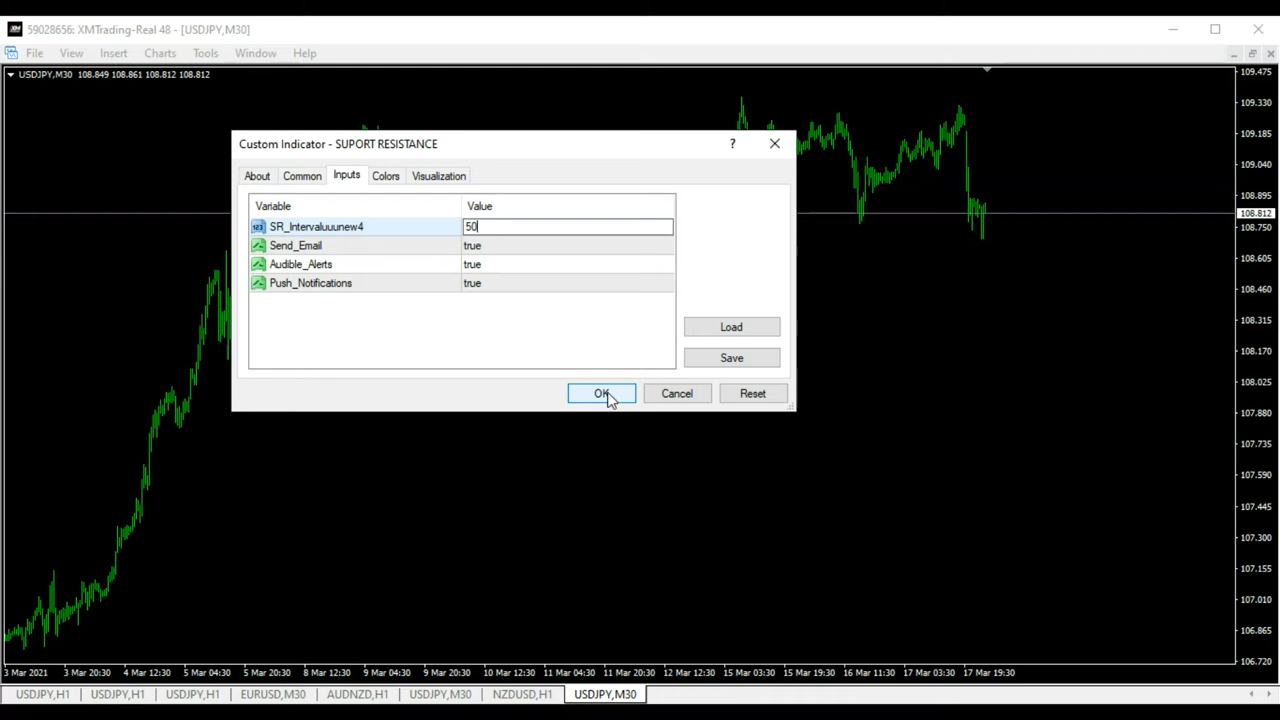 XM 59028656: XMTrading-Real 48 - [USDJPY,M30]
File View Insert Charts Tools Window Help
USDJPY,M30 108.849 108.861 108.812 108.812
109.475
109.330
109.185
109.040
108.895
108.812
108.750
108.605
108.460
108.315
108.170
108.025
107.880
107.735
107.590
107.445
107.300
107.155
107.010
106.865
106.720
Custom Indicator - SUPORT RESISTANCE ?
About Common Inputs Colors Visualization
Variable Value
123 SR_Intervaluuunew4 50
Send_Email true
Audible_Alerts true
Push_Notifications true
Load
Save
OK Cancel Reset
3 Mar 2021 3 Mar 20:30 4 Mar 12:30 5 Mar 04:30 5 Mar 20:30 8 Mar 12:30 9 Mar 04:30 9 Mar 20:30 10 Mar 12:30 11 Mar 04:30 11 Mar 20:30 12 Mar 12:30 15 Mar 03:30 15 Mar 19:30 16 Mar 11:30 17 Mar 03:30 17 Mar 19:30
USDJPY,H1 USDJPY,H1 USDJPY,H1 EURUSD,M30 AUDNZD,H1 USDJPY,M30 NZDUSD,H1 USDJPY,M30